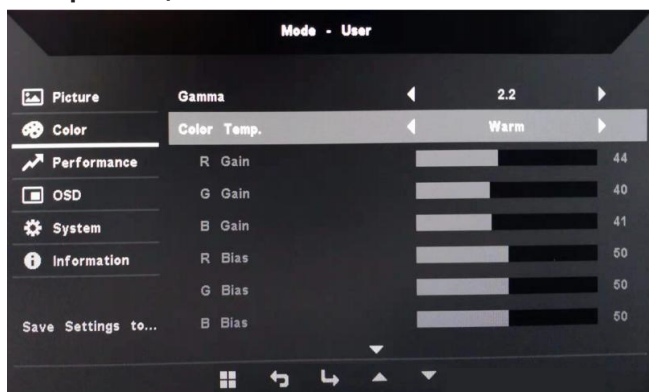 Mode - User
Picture
Gamma
2.2
Color
Color Temp.
Warm
Performance
R Gain
44
OSD
G Gain
40
System
B Gain
41
Information
R Bias
50
G Bias
50
Save Settings to...
B Bias
50